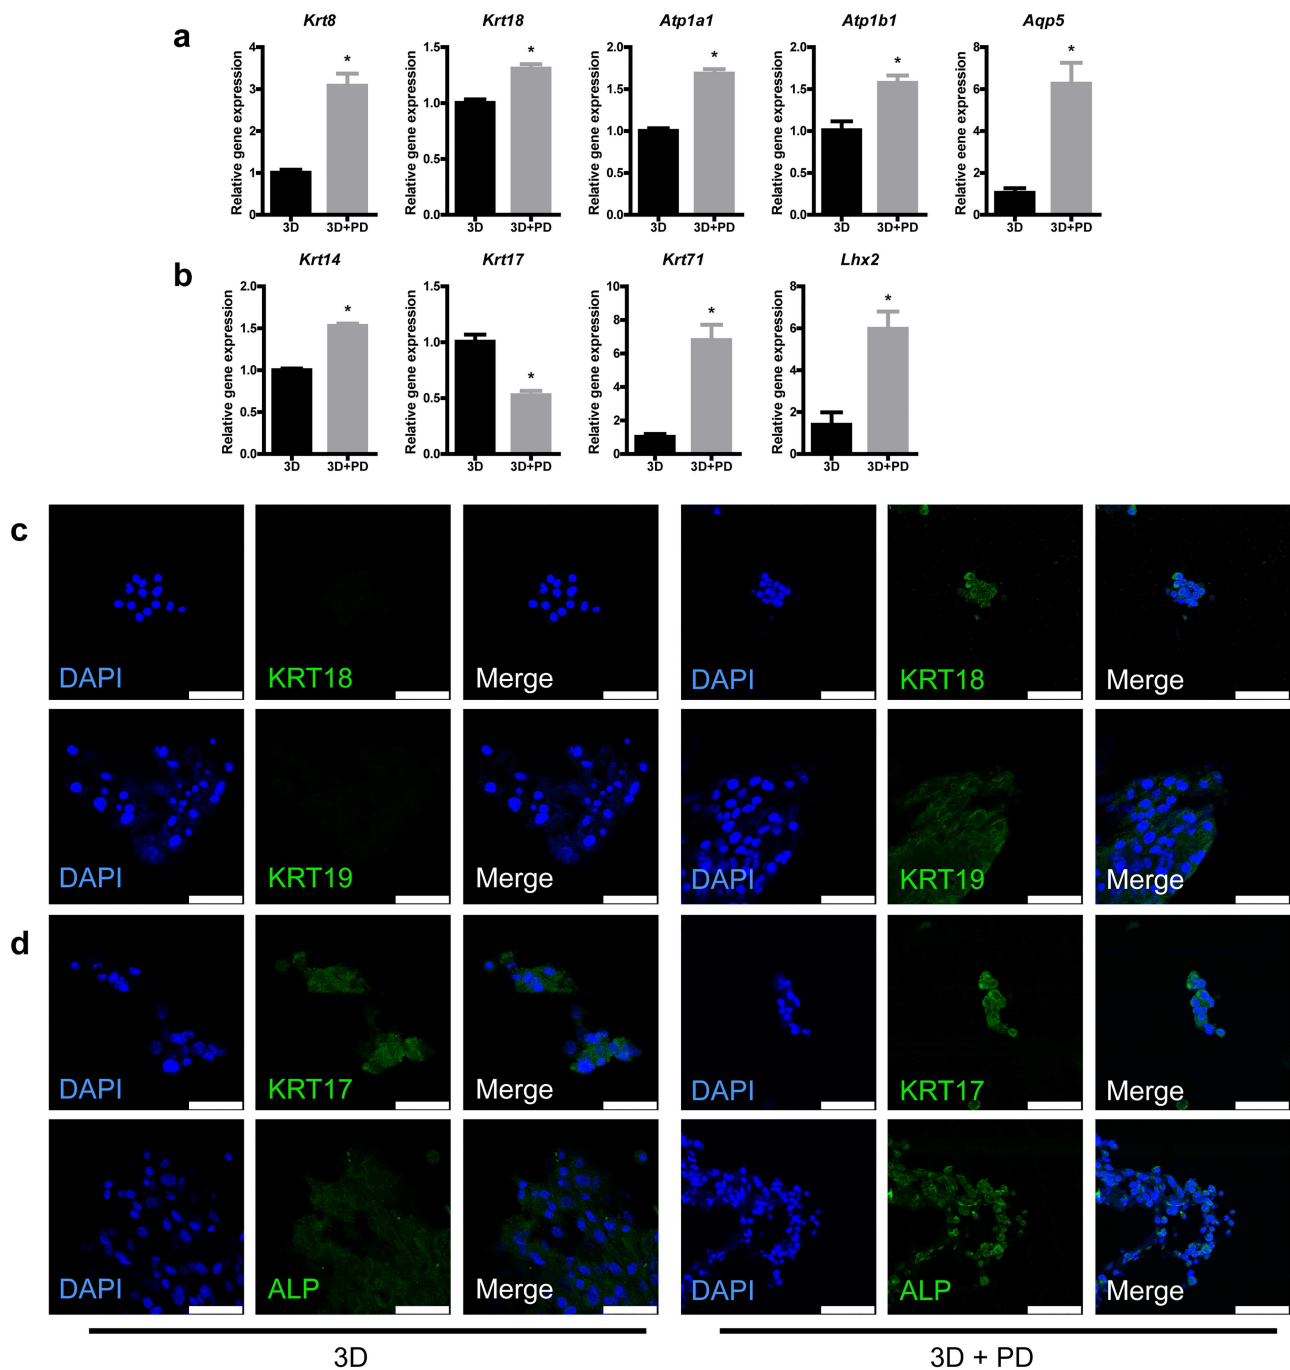 a
Krt8 Krt18 Atp1a1 Atp1b1 Aqp5
Relative gene expression
4
3
2
1
0
3D 3D+PD
Relative gene expression
1.5
1.0
0.5
0.0
3D 3D+PD
Relative gene expression
2.0
1.5
1.0
0.5
0.0
3D 3D+PD
Relative gene expression
2.0
1.5
1.0
0.5
0.0
3D 3D+PD
Relative eene expression
8
6
4
2
0
3D 3D+PD
* * * * *
b
Krt14 Krt17 Krt71 Lhx2
Relative gene expression
2.0
1.5
1.0
0.5
0.0
3D 3D+PD
Relative gene expression
1.5
1.0
0.5
0.0
3D 3D+PD
Relative gene expression
10
8
6
4
2
0
3D 3D+PD
Relative gene expression
8
6
4
2
0
3D 3D+PD
* * * *
c
DAPI KRT18 Merge DAPI KRT18 Merge
DAPI KRT19 Merge DAPI KRT19 Merge
d
DAPI KRT17 Merge DAPI KRT17 Merge
DAPI ALP Merge DAPI ALP Merge
3D 3D + PD